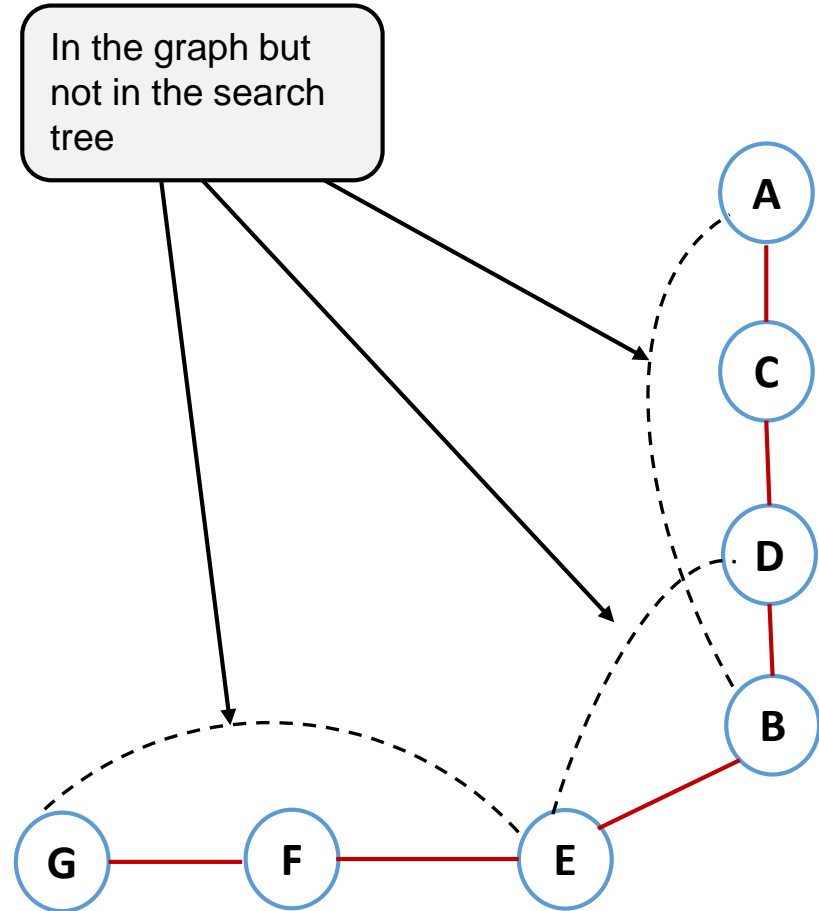 In the graph but
not in the search
tree
A
C
D
B
G F E